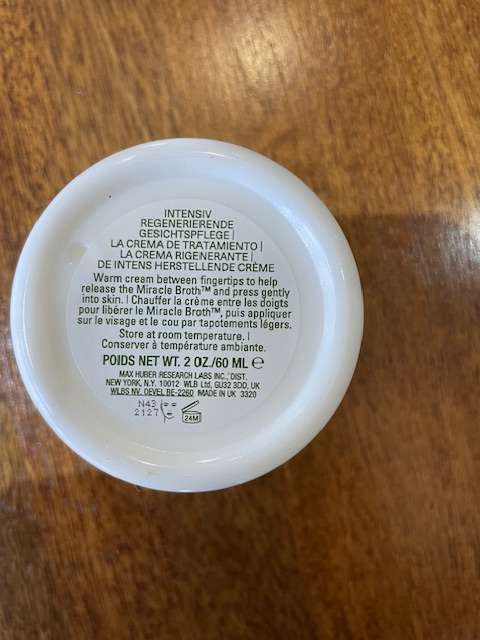 INTENSIV
REGENERIERENDE
GESICHTSPFLEGE |
LA CREMA DE TRATAMIENTO |
LA CREMA RIGENERANTE |
DE INTENS HERSTELLENDE CRÈME
Warm cream between fingertips to help
release the Miracle Broth™ and press gently
into skin. | Chauffer la crème entre les doigts
pour libérer le Miracle Broth™, puis appliquer
sur le visage et le cou par tapotements légers.
Store at room temperature. |
Conserver à température ambiante.
POIDS NET WT. 2 OZ./60 ML ℮
MAX HUBER RESEARCH LABS INC., DIST.
NEW YORK, N.Y. 10012 WLB Ltd, GU32 3DD, UK
WLBS NV. OEVEL BE-2260 MADE IN UK 3320
N43
2127
24M